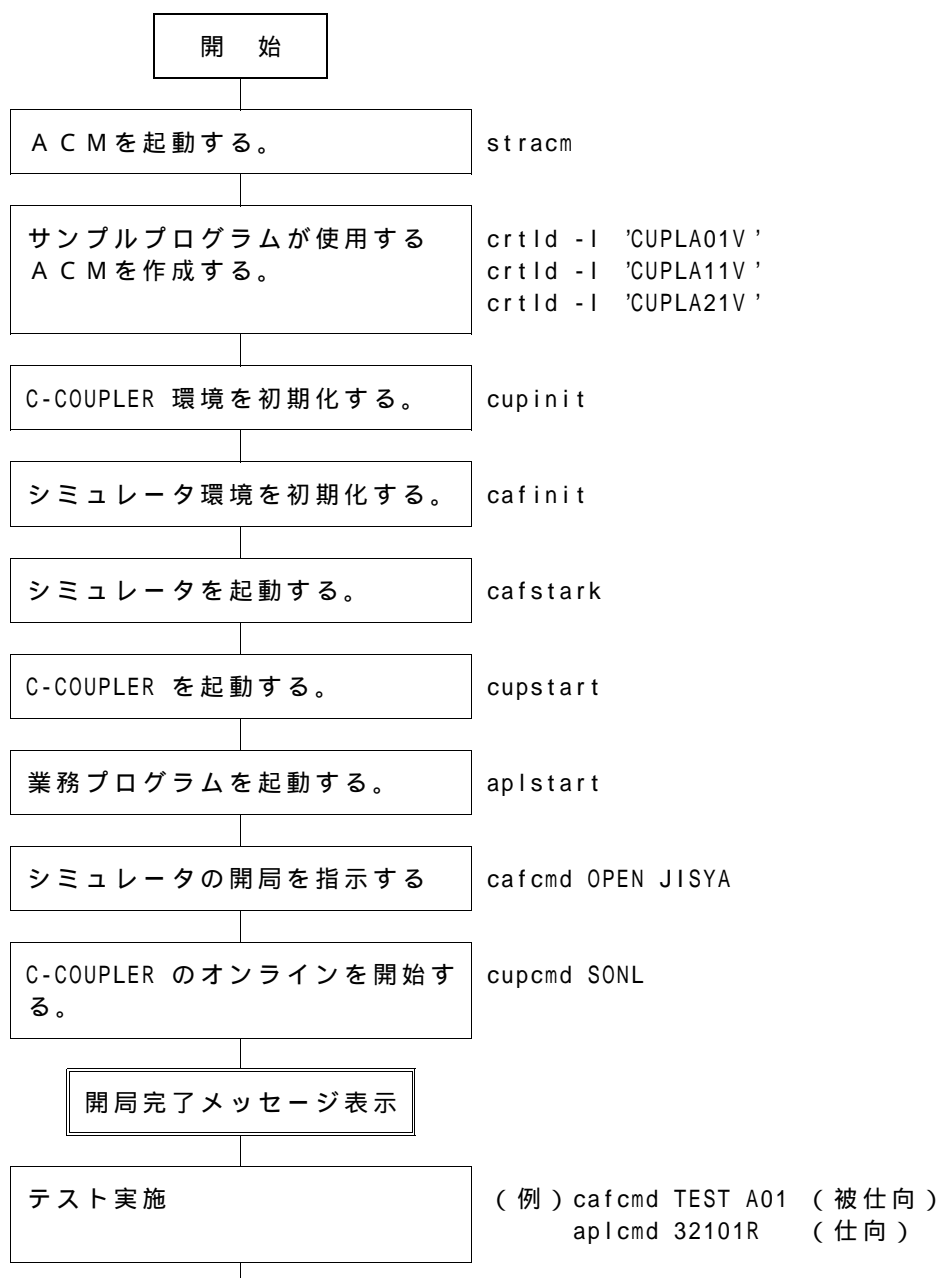 開　始
ＡＣＭを起動する。 stracm
サンプルプログラムが使用する crtld -l 'CUPLA01V'
ＡＣＭを作成する。 crtld -l 'CUPLA11V'
crtld -l 'CUPLA21V'
C-COUPLER 環境を初期化する。 cupinit
シミュレータ環境を初期化する。 cafinit
シミュレータを起動する。 cafstark
C-COUPLER を起動する。 cupstart
業務プログラムを起動する。 aplstart
シミュレータの開局を指示する cafcmd OPEN JISYA
C-COUPLER のオンラインを開始す cupcmd SONL
る。
開局完了メッセージ表示
テスト実施 (例)cafcmd TEST A01 (被仕向)
aplcmd 32101R (仕向)